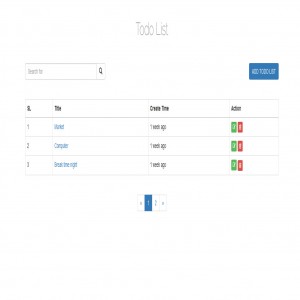 Todo List
Search for
ADD TODO LIST
SL Title Create Time Action
1 Market 1 week ago
2 Computer 1 week ago
3 Break time night 1 week ago
« 1 2 »